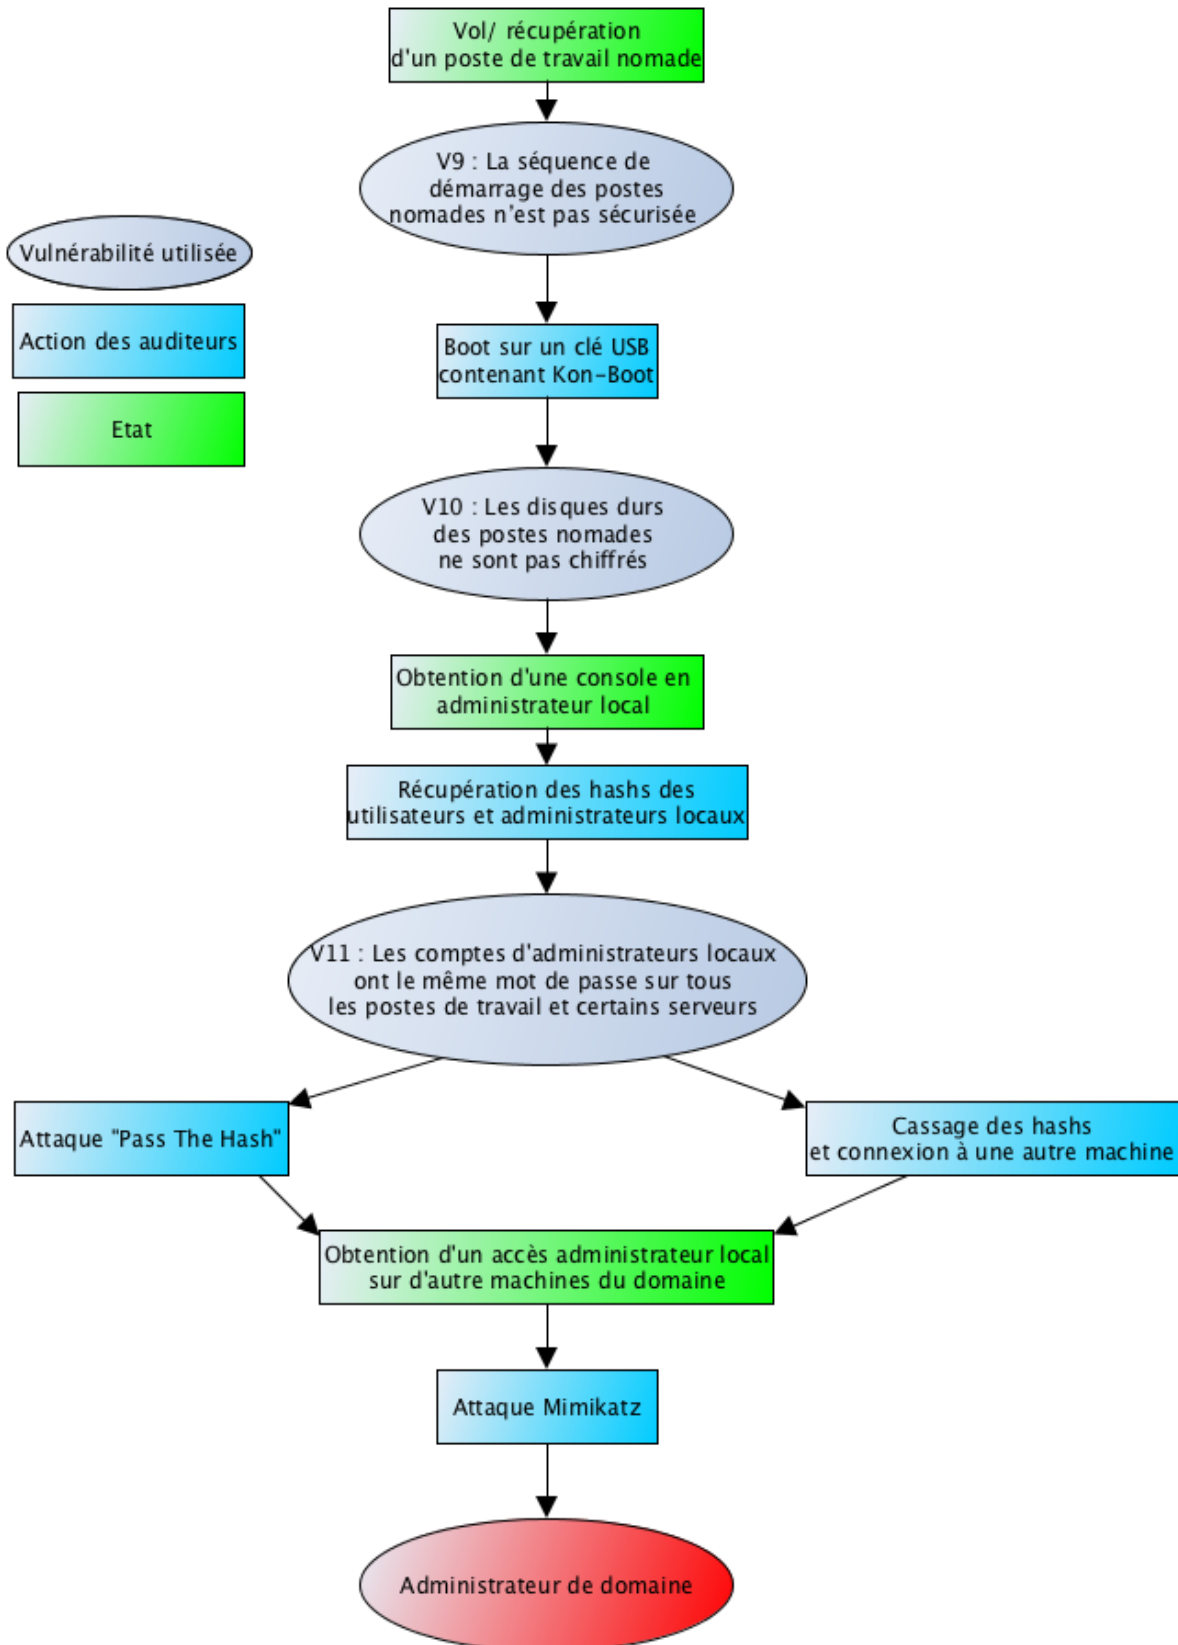 Vol/ récupération
d'un poste de travail nomade
V9 : La séquence de
démarrage des postes
nomades n'est pas sécurisée
Vulnérabilité utilisée
Action des auditeurs
Etat
Boot sur un clé USB
contenant Kon-Boot
V10 : Les disques durs
des postes nomades
ne sont pas chiffrés
Obtention d'une console en
administrateur local
Récupération des hashs des
utilisateurs et administrateurs locaux
V11 : Les comptes d'administrateurs locaux
ont le même mot de passe sur tous
les postes de travail et certains serveurs
Attaque "Pass The Hash"
Cassage des hashs
et connexion à une autre machine
Obtention d'un accès administrateur local
sur d'autre machines du domaine
Attaque Mimikatz
Administrateur de domaine